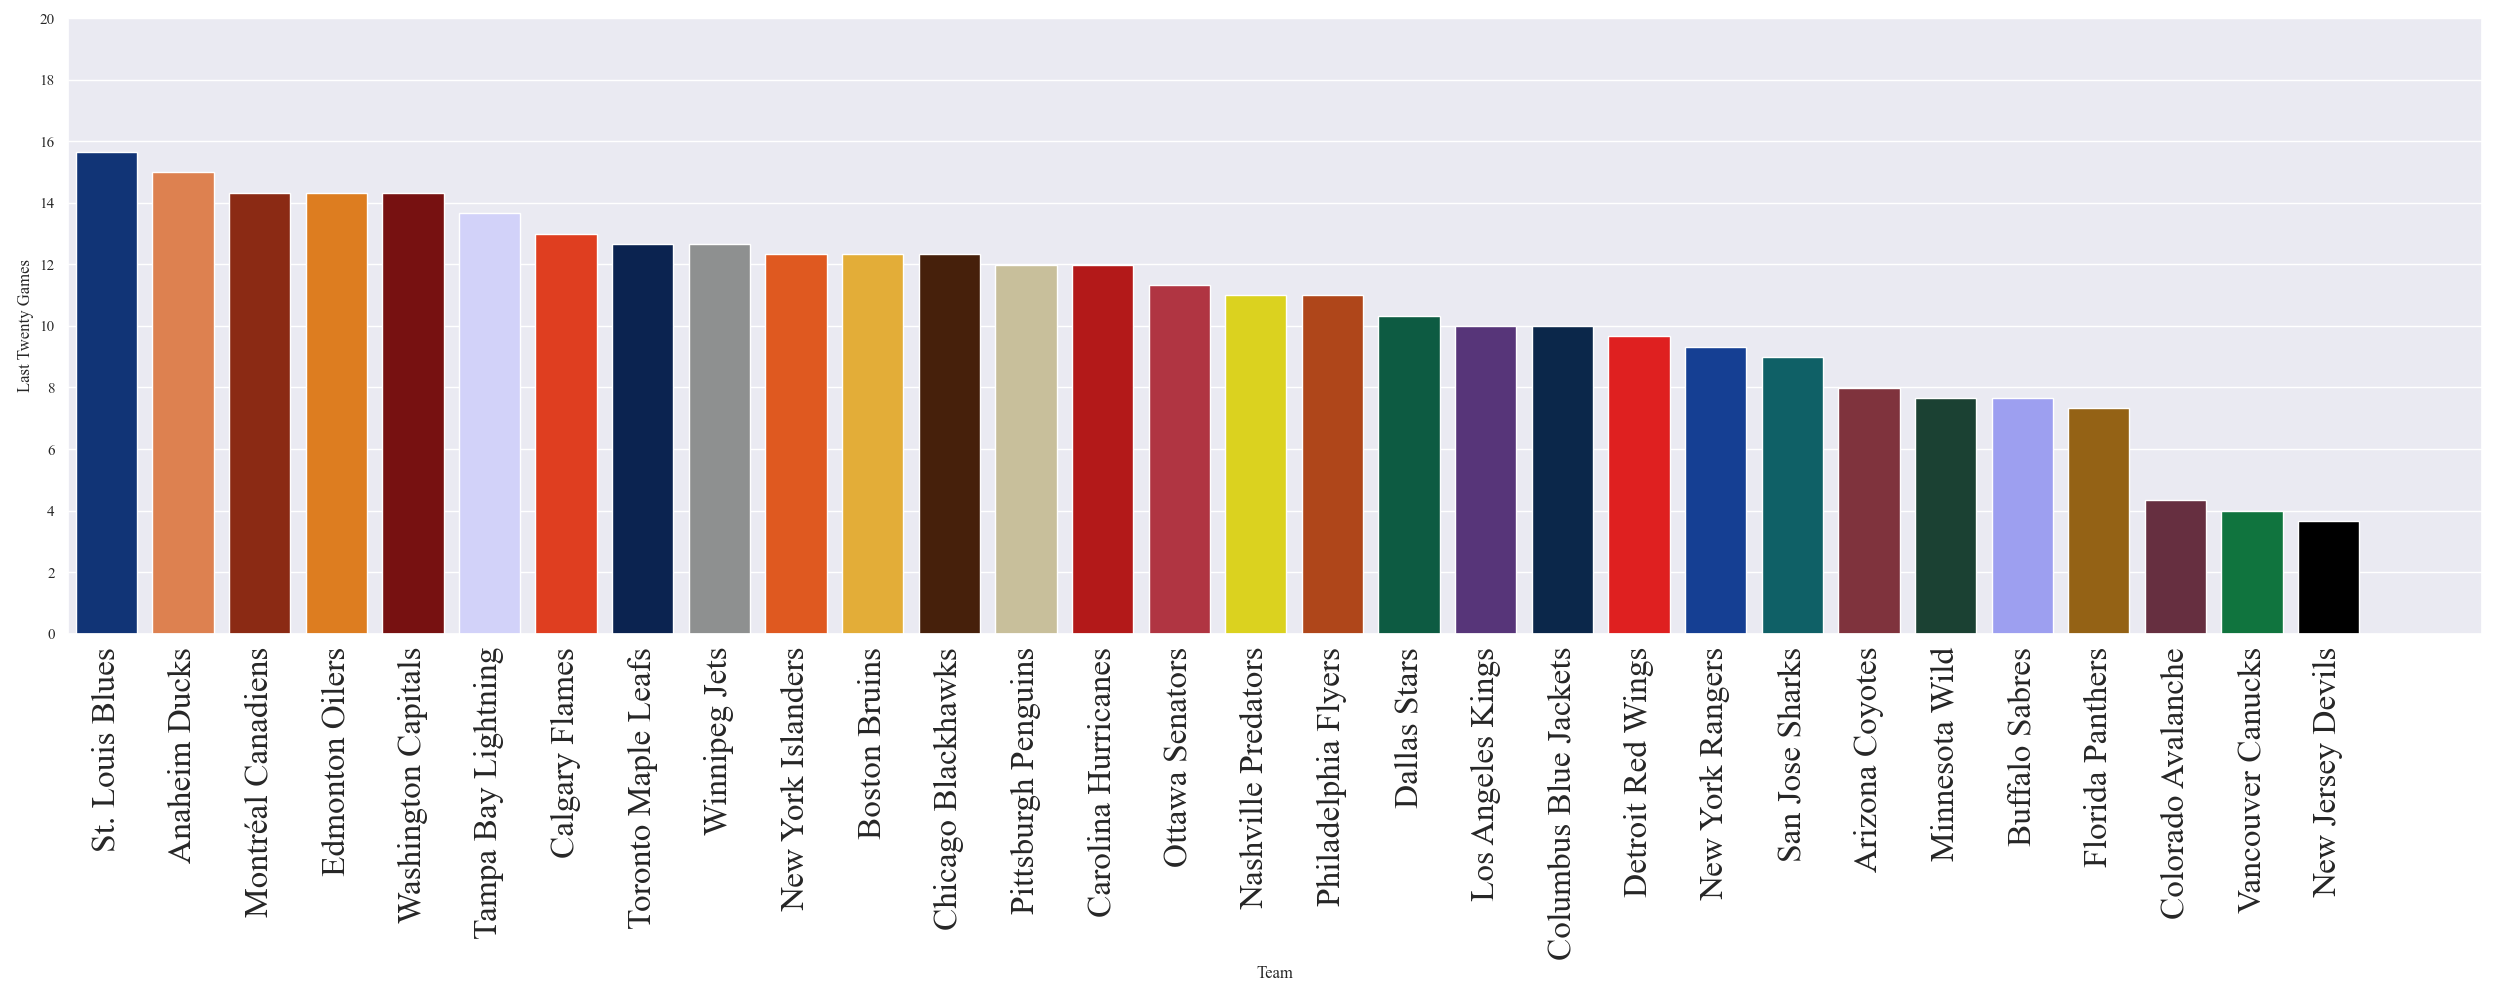 20
18
16
14
12
10
8
6
4
2
0
Last Twenty Games
St. Louis Blues
Anaheim Ducks
Montréal Canadiens
Edmonton Oilers
Washington Capitals
Tampa Bay Lightning
Calgary Flames
Toronto Maple Leafs
Winnipeg Jets
New York Islanders
Boston Bruins
Chicago Blackhawks
Pittsburgh Penguins
Carolina Hurricanes
Ottawa Senators
Nashville Predators
Philadelphia Flyers
Dallas Stars
Los Angeles Kings
Columbus Blue Jackets
Detroit Red Wings
New York Rangers
San Jose Sharks
Arizona Coyotes
Minnesota Wild
Buffalo Sabres
Florida Panthers
Colorado Avalanche
Vancouver Canucks
New Jersey Devils
Team